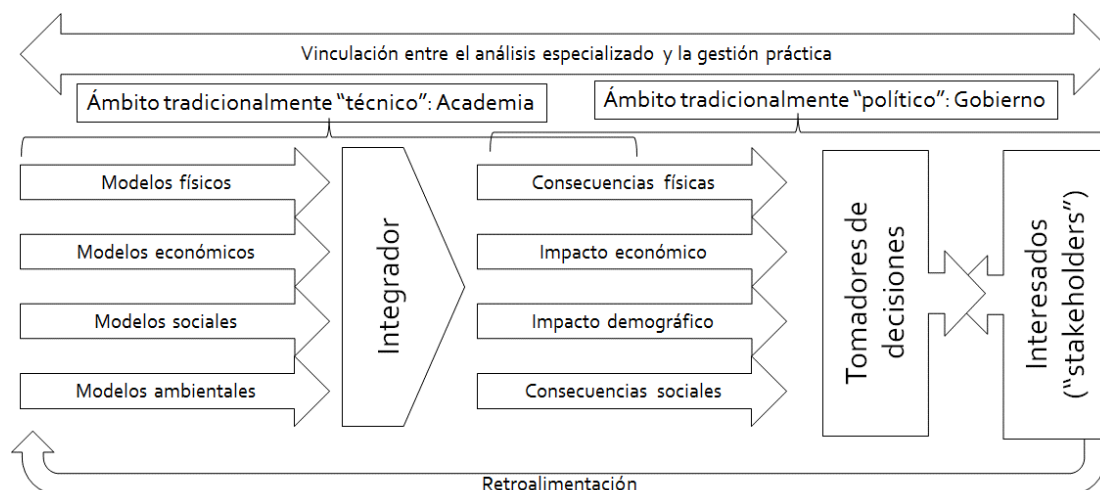 Vinculación entre el análisis especializado y la gestión práctica
Ámbito tradicionalmente “técnico”: Academia
Ámbito tradicionalmente “político”: Gobierno
Modelos físicos
Modelos económicos
Modelos sociales
Modelos ambientales
Integrador
Consecuencias físicas
Impacto económico
Impacto demográfico
Consecuencias sociales
Tomadores de
decisiones
Interesados
(“stakeholders”)
Retroalimentación